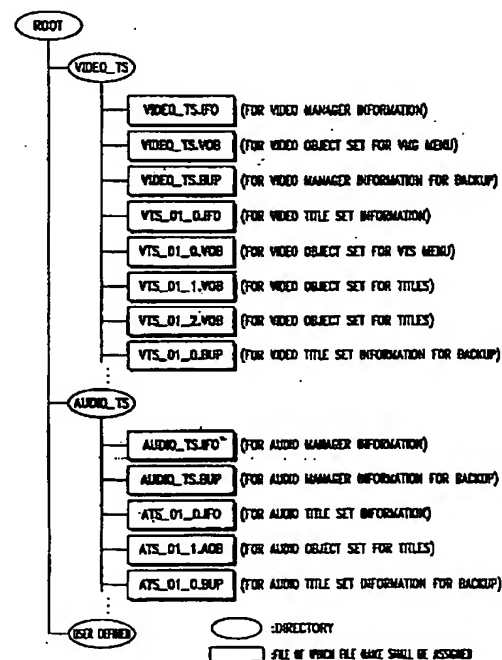 ROOT
VIDEO_TS
VIDEO_TS.IFO (FOR VIDEO MANAGER INFORMATION)
VIDEO_TS.VOB (FOR VIDEO OBJECT SET FOR VMG MENU)
VIDEO_TS.BUP (FOR VIDEO MANAGER INFORMATION FOR BACKUP)
VTS_01_0.IFO (FOR VIDEO TITLE SET INFORMATION)
VTS_01_0.VOB (FOR VIDEO OBJECT SET FOR VTS MENU)
VTS_01_1.VOB (FOR VIDEO OBJECT SET FOR TITLES)
VTS_01_2.VOB (FOR VIDEO OBJECT SET FOR TITLES)
VTS_01_0.BUP (FOR VIDEO TITLE SET INFORMATION FOR BACKUP)
AUDIO_TS
AUDIO_TS.IFO (FOR AUDIO MANAGER INFORMATION)
AUDIO_TS.BUP (FOR AUDIO MANAGER INFORMATION FOR BACKUP)
ATS_01_0.IFO (FOR AUDIO TITLE SET INFORMATION)
ATS_01_1.AOB (FOR AUDIO OBJECT SET FOR TITLES)
ATS_01_0.BUP (FOR AUDIO TITLE SET INFORMATION FOR BACKUP)
USER DEFINED
:DIRECTORY
:FILE OF WHICH FILE NAME SHALL BE ASSIGNED